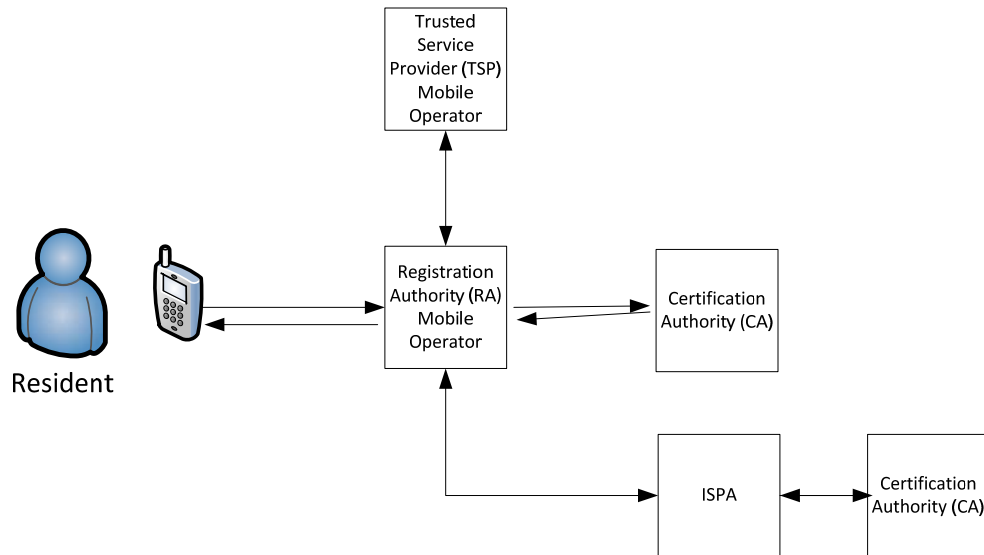 Trusted
Service
Provider (TSP)
Mobile
Operator
Resident
Registration
Authority (RA)
Mobile
Operator
Certification
Authority (CA)
ISPA
Certification
Authority (CA)